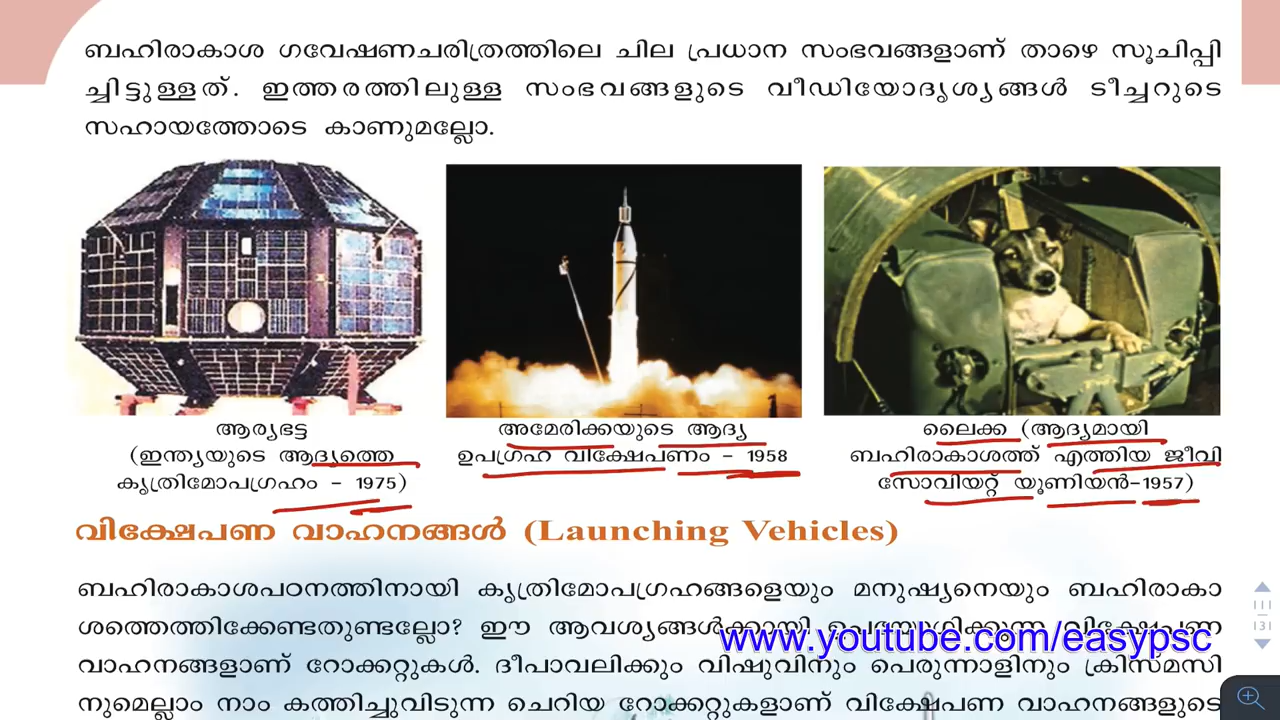 ബഹിരാകാശ ഗവേഷണചരിത്രത്തിലെ ചില പ്രധാന സംഭവങ്ങളാണ് താഴെ സൂചിപ്പി
ച്ചിട്ടുള്ളത്. ഇത്തരത്തിലുള്ള സംഭവങ്ങളുടെ വീഡിയോദൃശ്യങ്ങൾ ടീച്ചറുടെ
സഹായത്തോടെ കാണുമല്ലോ.
ആര്യഭട്ട
(ഇന്ത്യയുടെ ആദ്യത്തെ
കൃത്രിമോപഗ്രഹം - 1975)
അമേരിക്കയുടെ ആദ്യ
ഉപഗ്രഹ വിക്ഷേപണം - 1958
ലൈക്ക (ആദ്യമായി
ബഹിരാകാശത്ത് എത്തിയ ജീവി
സോവിയറ്റ് യൂണിയൻ-1957)
വിക്ഷേപണ വാഹനങ്ങൾ (Launching Vehicles)
ബഹിരാകാശപഠനത്തിനായി കൃത്രിമോപഗ്രഹങ്ങളെയും മനുഷ്യനെയും ബഹിരാകാ
ശത്തെത്തിക്കേണ്ടതുണ്ടല്ലോ? ഈ ആവശ്യങ്ങൾക്കായി ഉപയോഗിക്കുന്ന വിക്ഷേപണ
www.youtube.com/easypsc
വാഹനങ്ങളാണ് റോക്കറ്റുകൾ. ദീപാവലിക്കും വിഷുവിനും പെരുന്നാളിനും ക്രിസ്മസി
നുമെല്ലാം നാം കത്തിച്ചുവിടുന്ന ചെറിയ റോക്കറ്റുകളാണ് വിക്ഷേപണ വാഹനങ്ങളുടെ
111
131